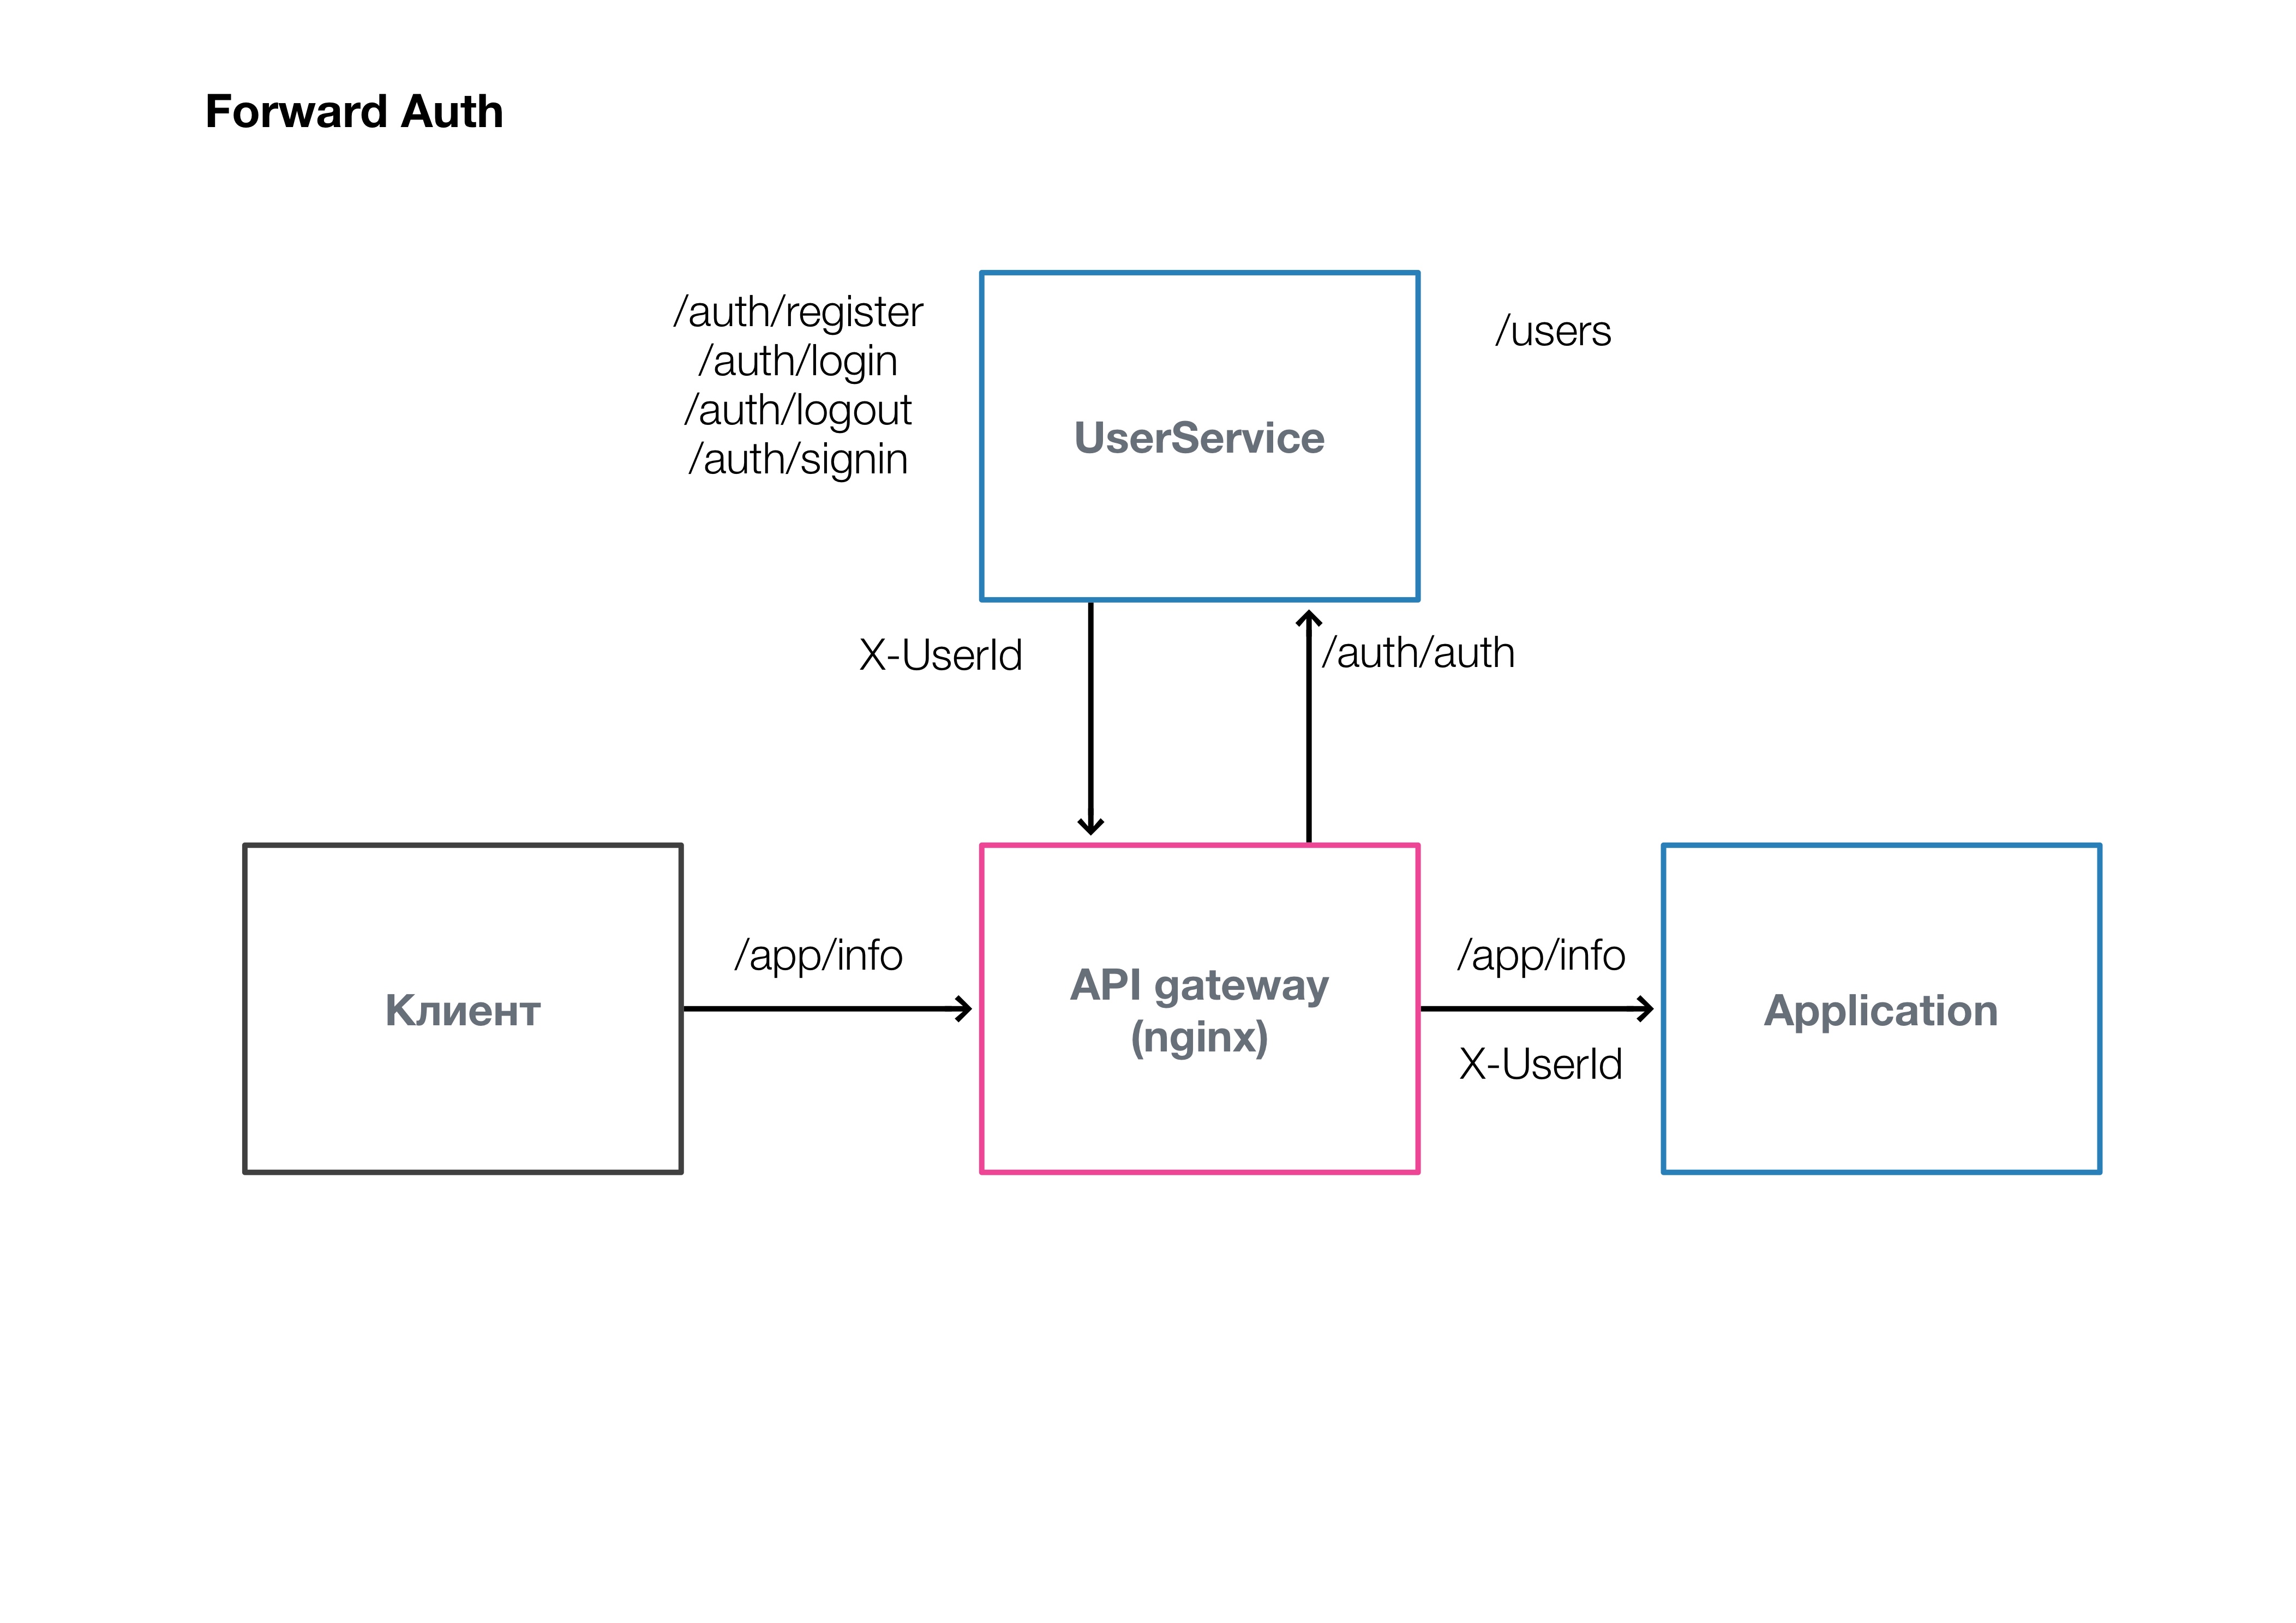 Forward Auth
/auth/register
/auth/login
/auth/logout
/auth/signin
UserService
/users
X-UserId
/auth/auth
Клиент
/app/info
API gateway
(nginx)
/app/info
X-UserId
Application